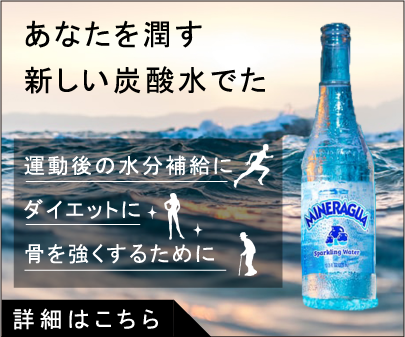 あなたを潤す
新しい炭酸水でた
運動後の水分補給に
ダイエットに
骨を強くするために
MINERAGUA
Sparkling Water
詳細はこちら